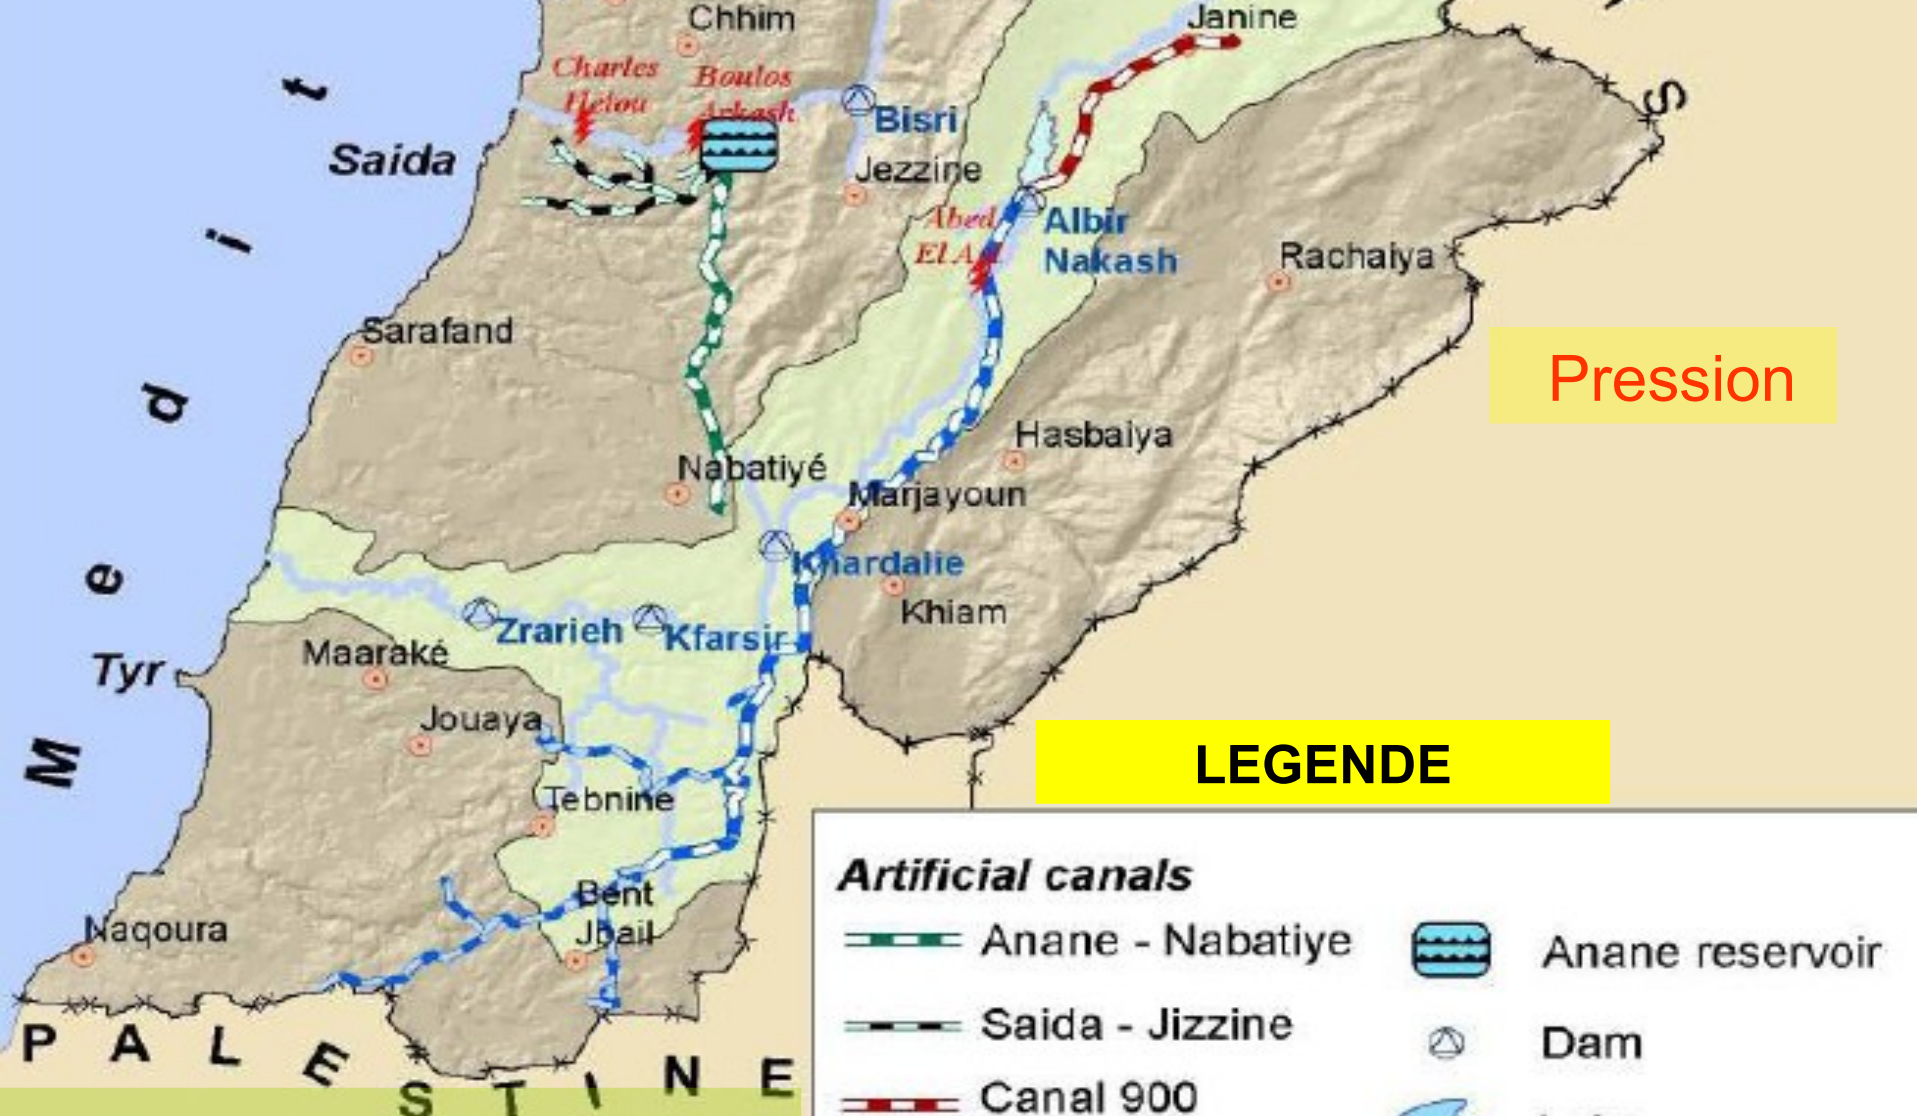 Chhim
Janine
Charles
Helou
Boulos
Arkash
Bisri
S
t
Saida
Jezzine
Abed
El A
Albir
Nakash
i
Rachaiya
Sarafand
Pression
d
Hasbaiya
Nabatiyé
Marjayoun
Khardalie
e
Khiam
Zrarieh
Kfarsir
Maaraké
Tyr
Jouaya
M
LEGENDE
Tebnine
Artificial canals
Bent
Jbail
Naqoura
Anane - Nabatiye
Anane reservoir
Saida - Jizzine
Dam
PALESTINE
Canal 900